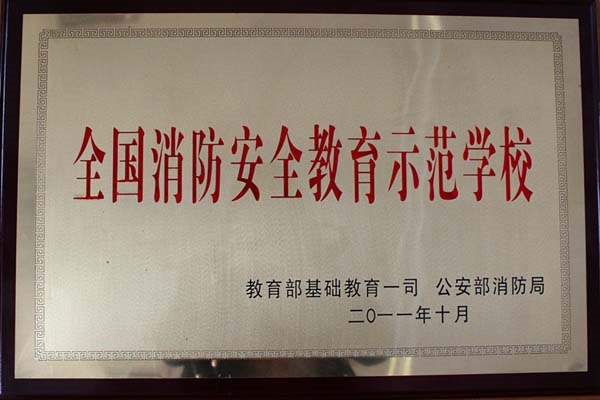 全国消防安全教育示范学校
教育部基础教育一司 公安部消防局
二〇一一年十月